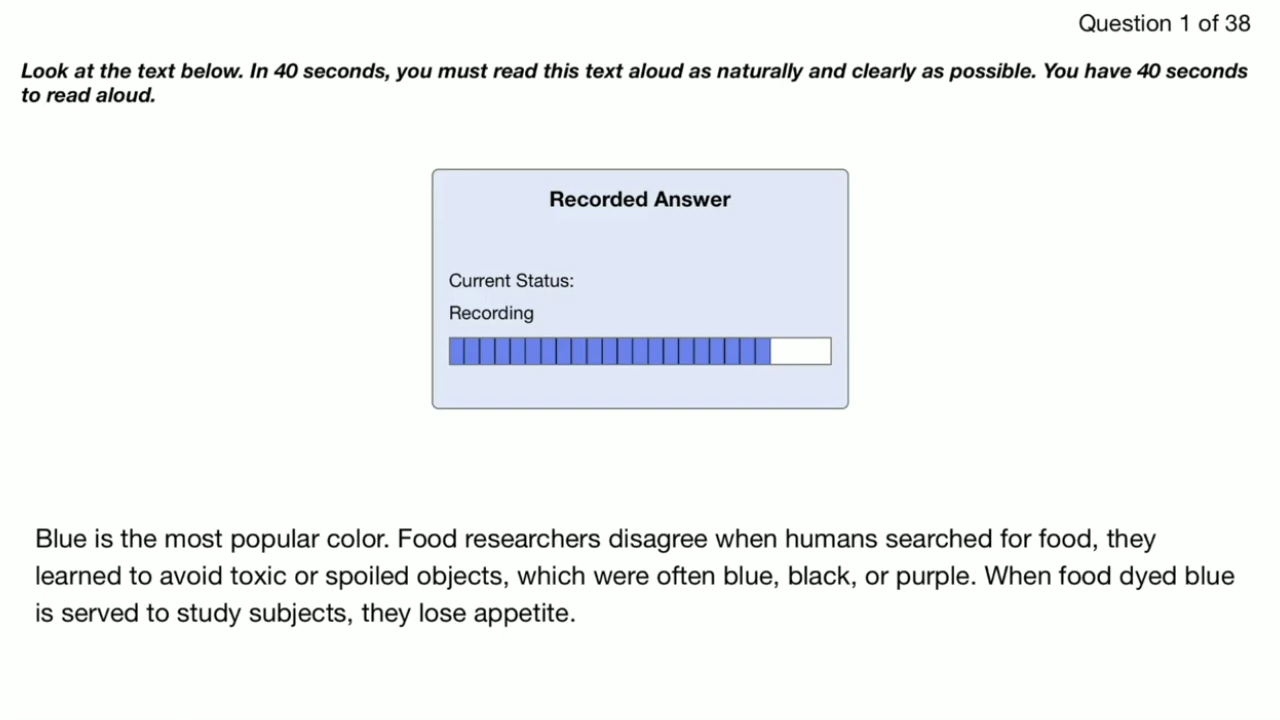 Question 1 of 38
Look at the text below. In 40 seconds, you must read this text aloud as naturally and clearly as possible. You have 40 seconds
to read aloud.
Recorded Answer
Current Status:
Recording
Blue is the most popular color. Food researchers disagree when humans searched for food, they
learned to avoid toxic or spoiled objects, which were often blue, black, or purple. When food dyed blue
is served to study subjects, they lose appetite.